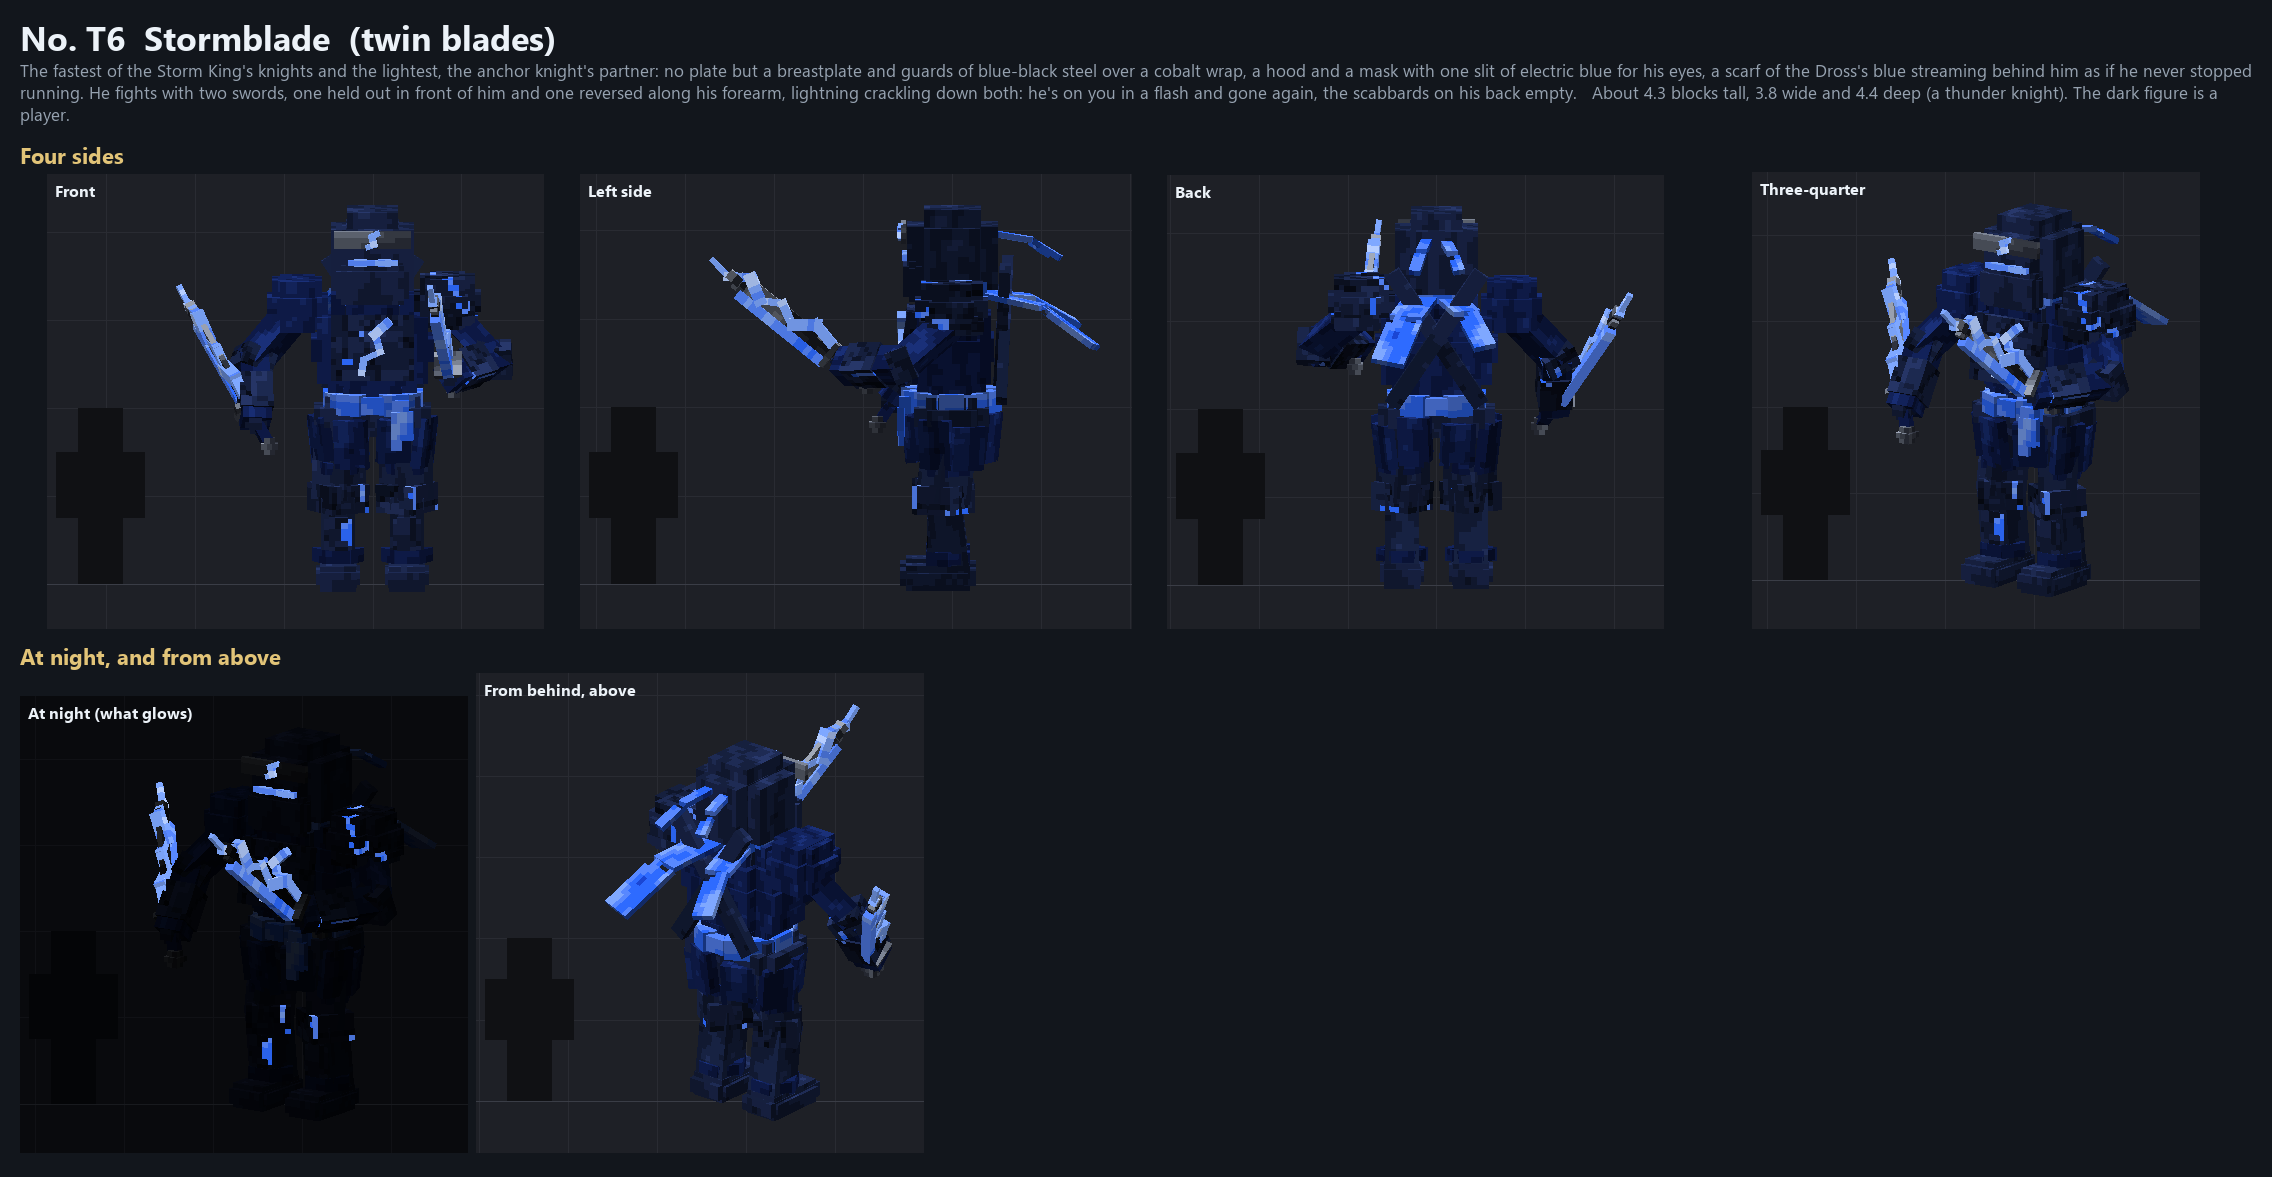 No. T6 Stormblade (twin blades)
The fastest of the Storm King's knights and the lightest, the anchor knight's partner: no plate but a breastplate and guards of blue-black steel over a cobalt wrap, a hood and a mask with one slit of electric blue for his eyes, a scarf of the Dross's blue streaming behind him as if he never stopped
running. He fights with two swords, one held out in front of him and one reversed along his forearm, lightning crackling down both: he's on you in a flash and gone again, the scabbards on his back empty. About 4.3 blocks tall, 3.8 wide and 4.4 deep (a thunder knight). The dark figure is a
player.
Four sides
Front
Left side
Back
Three-quarter
At night, and from above
At night (what glows)
From behind, above